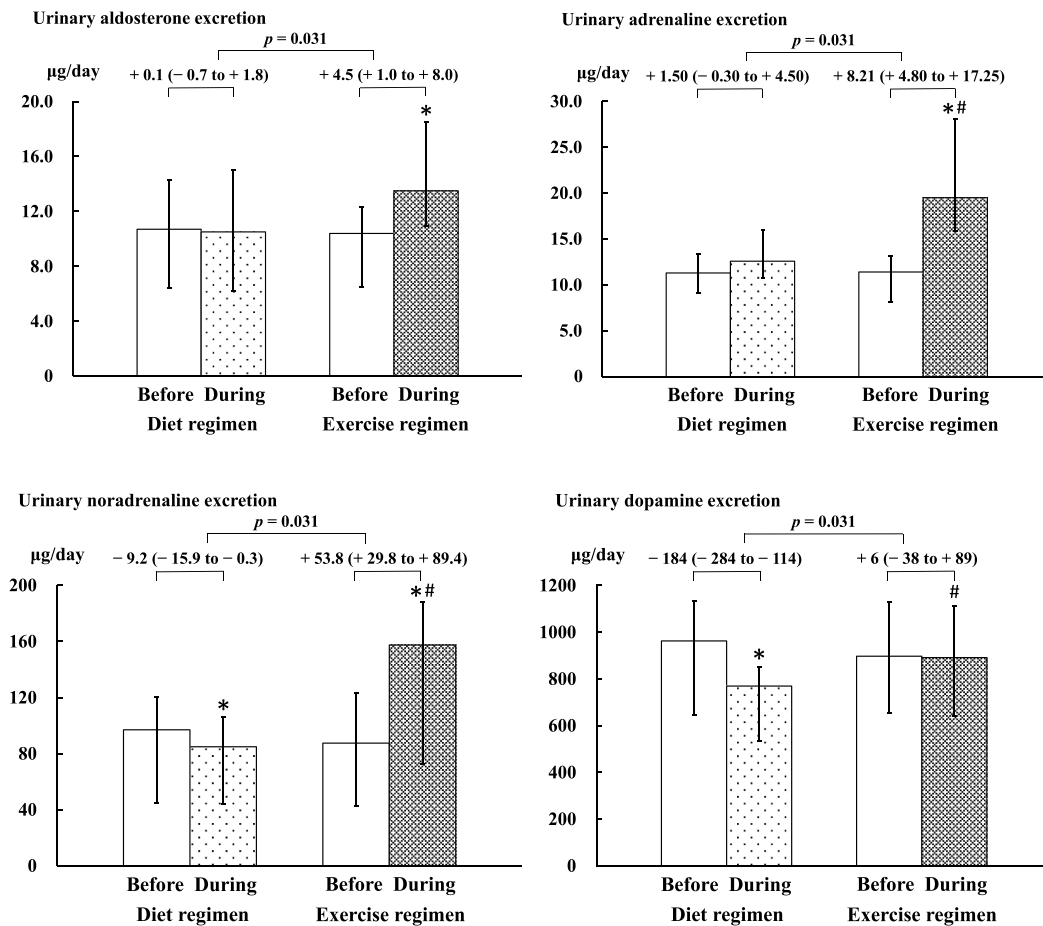 Urinary aldosterone excretion
p = 0.031
µg/day
+ 0.1 (− 0.7 to + 1.8)
+ 4.5 (+ 1.0 to + 8.0)
20.0
16.0
12.0
8.0
4.0
0
*
Before During
Before During
Diet regimen
Exercise regimen
Urinary adrenaline excretion
p = 0.031
µg/day
+ 1.50 (− 0.30 to + 4.50)
+ 8.21 (+ 4.80 to + 17.25)
30.0
25.0
20.0
15.0
10.0
5.0
0
*#
Before During
Before During
Diet regimen
Exercise regimen
Urinary noradrenaline excretion
p = 0.031
µg/day
− 9.2 (− 15.9 to − 0.3)
+ 53.8 (+ 29.8 to + 89.4)
200
160
120
80
40
0
*
*#
Before During
Before During
Diet regimen
Exercise regimen
Urinary dopamine excretion
p = 0.031
µg/day
− 184 (− 284 to − 114)
+ 6 (− 38 to + 89)
1200
1000
800
600
400
200
0
*
#
Before During
Before During
Diet regimen
Exercise regimen